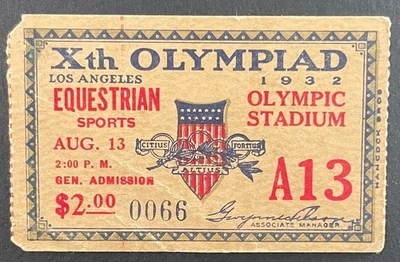 Xth OLYMPIAD
LOS ANGELES 1932
EQUESTRIAN
SPORTS
OLYMPIC
STADIUM
CITIUS FORTIUS
ALTIUS
AUG. 13
2:00 P. M.
GEN. ADMISSION
$2.00 0066
A13
ASSOCIATE MANAGER